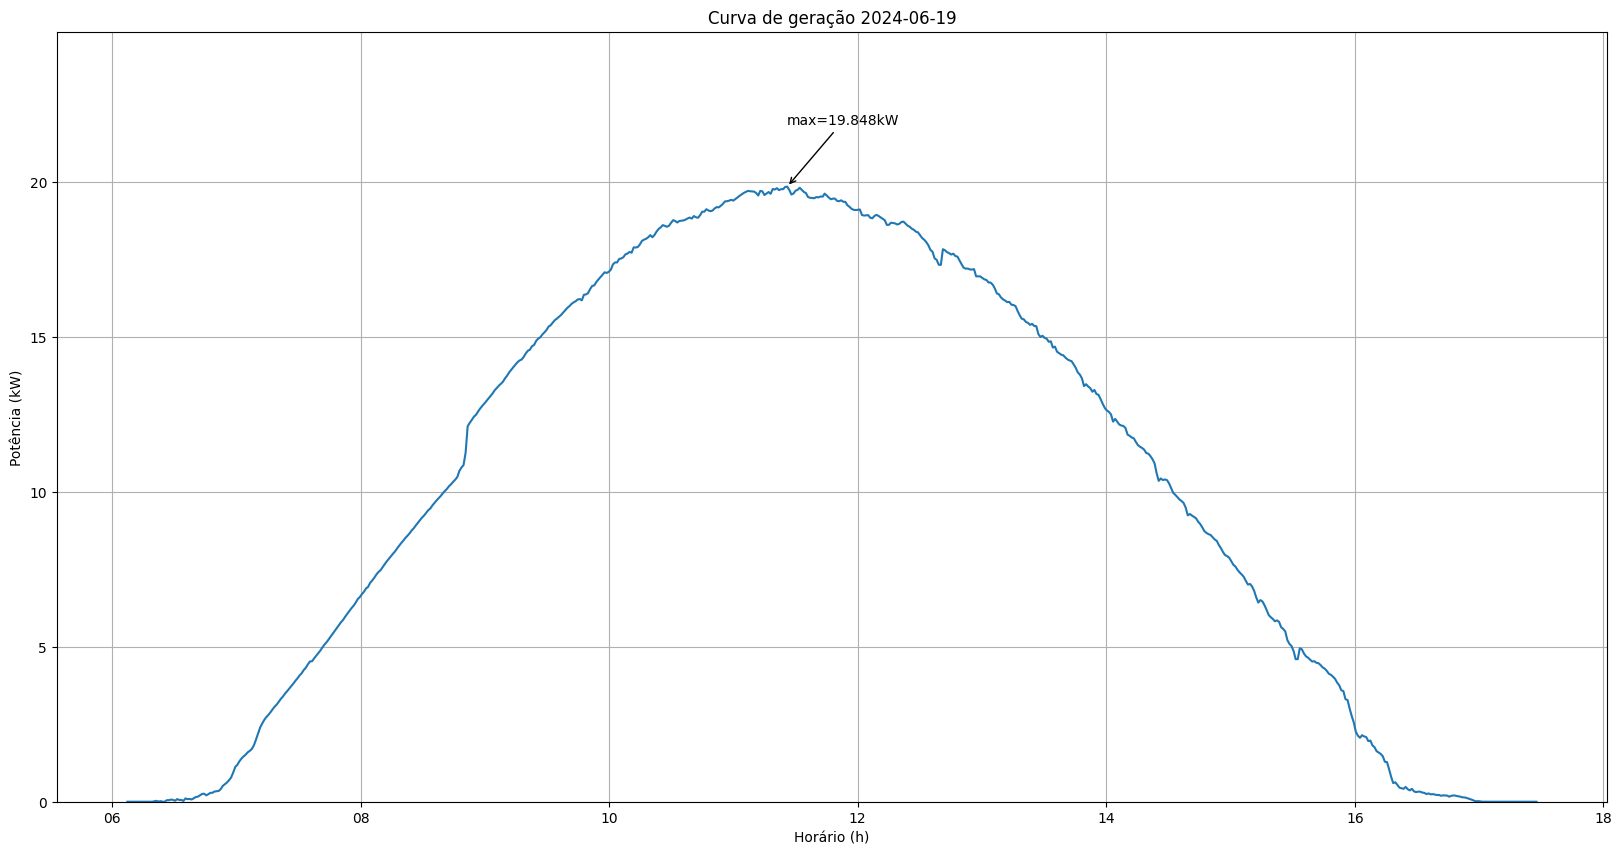 Curva de geração 2024-06-19
max=19.848kW
20
15
10
5
0
Potência (kW)
06 08 10 12 14 16 18
Horário (h)